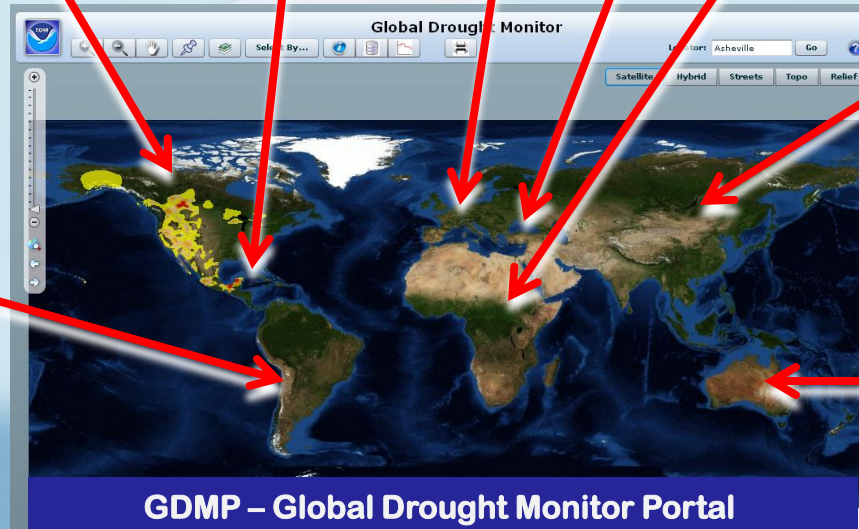 Global Drought Monitor
Select By...
Locator: Asheville Go
Satellite Hybrid Streets Topo Relief
GDMP – Global Drought Monitor Portal